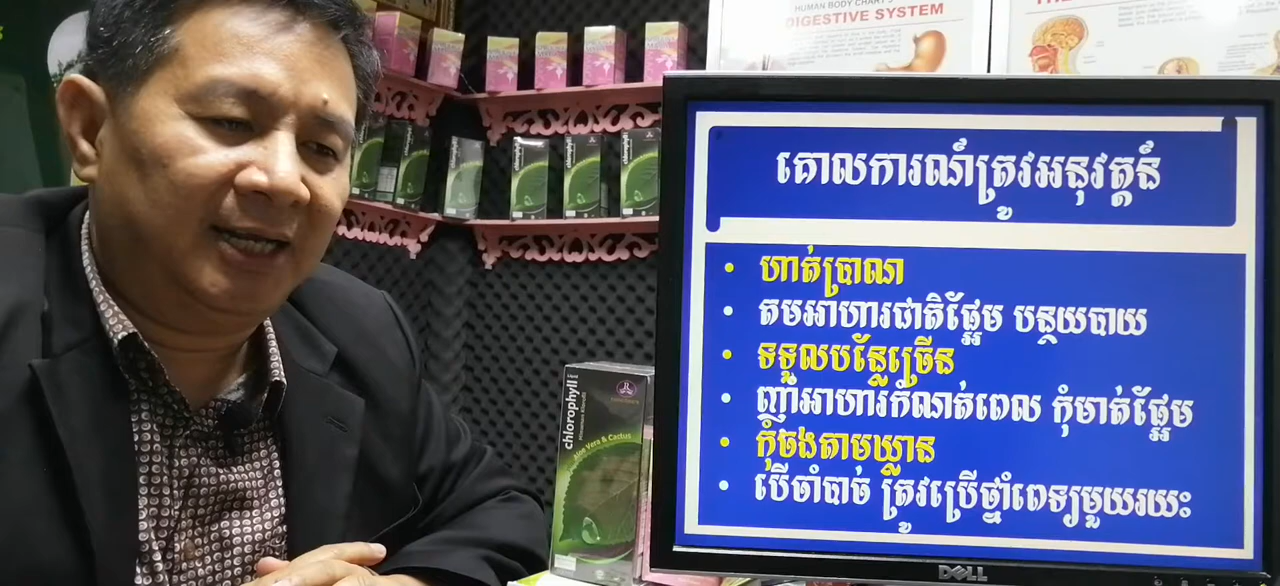 HUMAN BODY CHART
DIGESTIVE SYSTEM
គោលការណ៍ត្រូវអនុវត្តន៍
• ហាត់ប្រាណ
• តមអាហារជាតិផ្អែម បន្ថយបាយ
• ទទួលបន្លែច្រើន
• ញ៉ាំអាហារកំណត់ពេល កុំមាត់ផ្អែម
• កុំចង់តាមឃ្លាន
• បើចាំបាច់ ត្រូវប្រើថ្នាំពេទ្យមួយរយះ
DELL
chlorophyll
Aloe Vera & Cactus
chlorophyll
chlorophyll
chlorophyll
chlorophyll